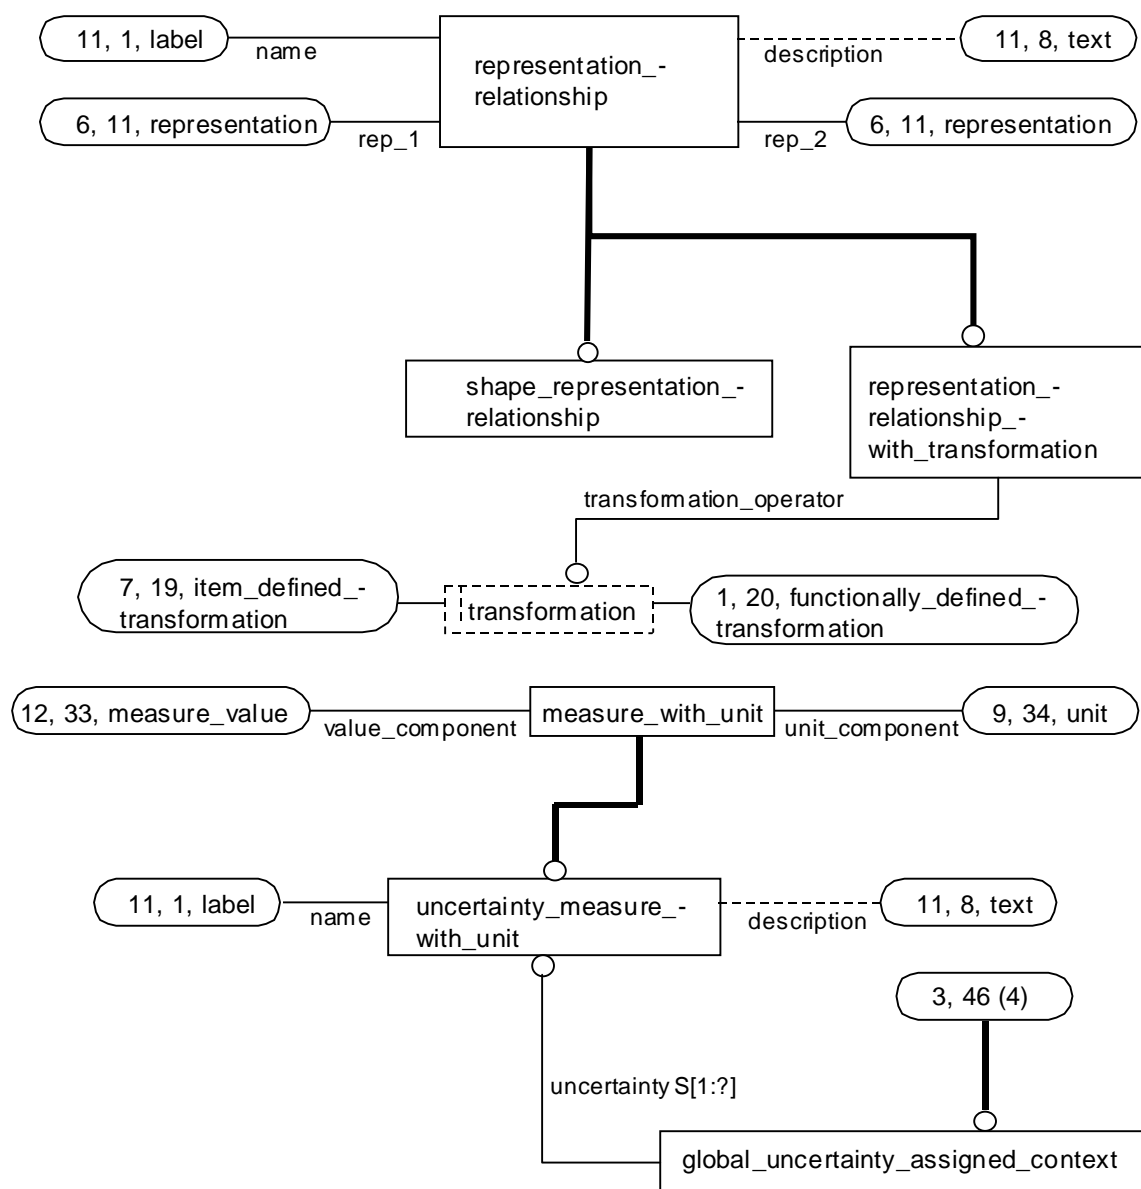 11, 1, label
name
representation_-
relationship
description
11, 8, text
6, 11, representation
rep_1
rep_2
6, 11, representation
shape_representation_-
relationship
representation_-
relationship_-
with_transformation
transformation_operator
7, 19, item_defined_-
transformation
transformation
1, 20, functionally_defined_-
transformation
12, 33, measure_value
value_component
measure_with_unit
unit_component
9, 34, unit
11, 1, label
name
uncertainty_measure_-
with_unit
description
11, 8, text
3, 46 (4)
uncertainty S[1:?]
global_uncertainty_assigned_context